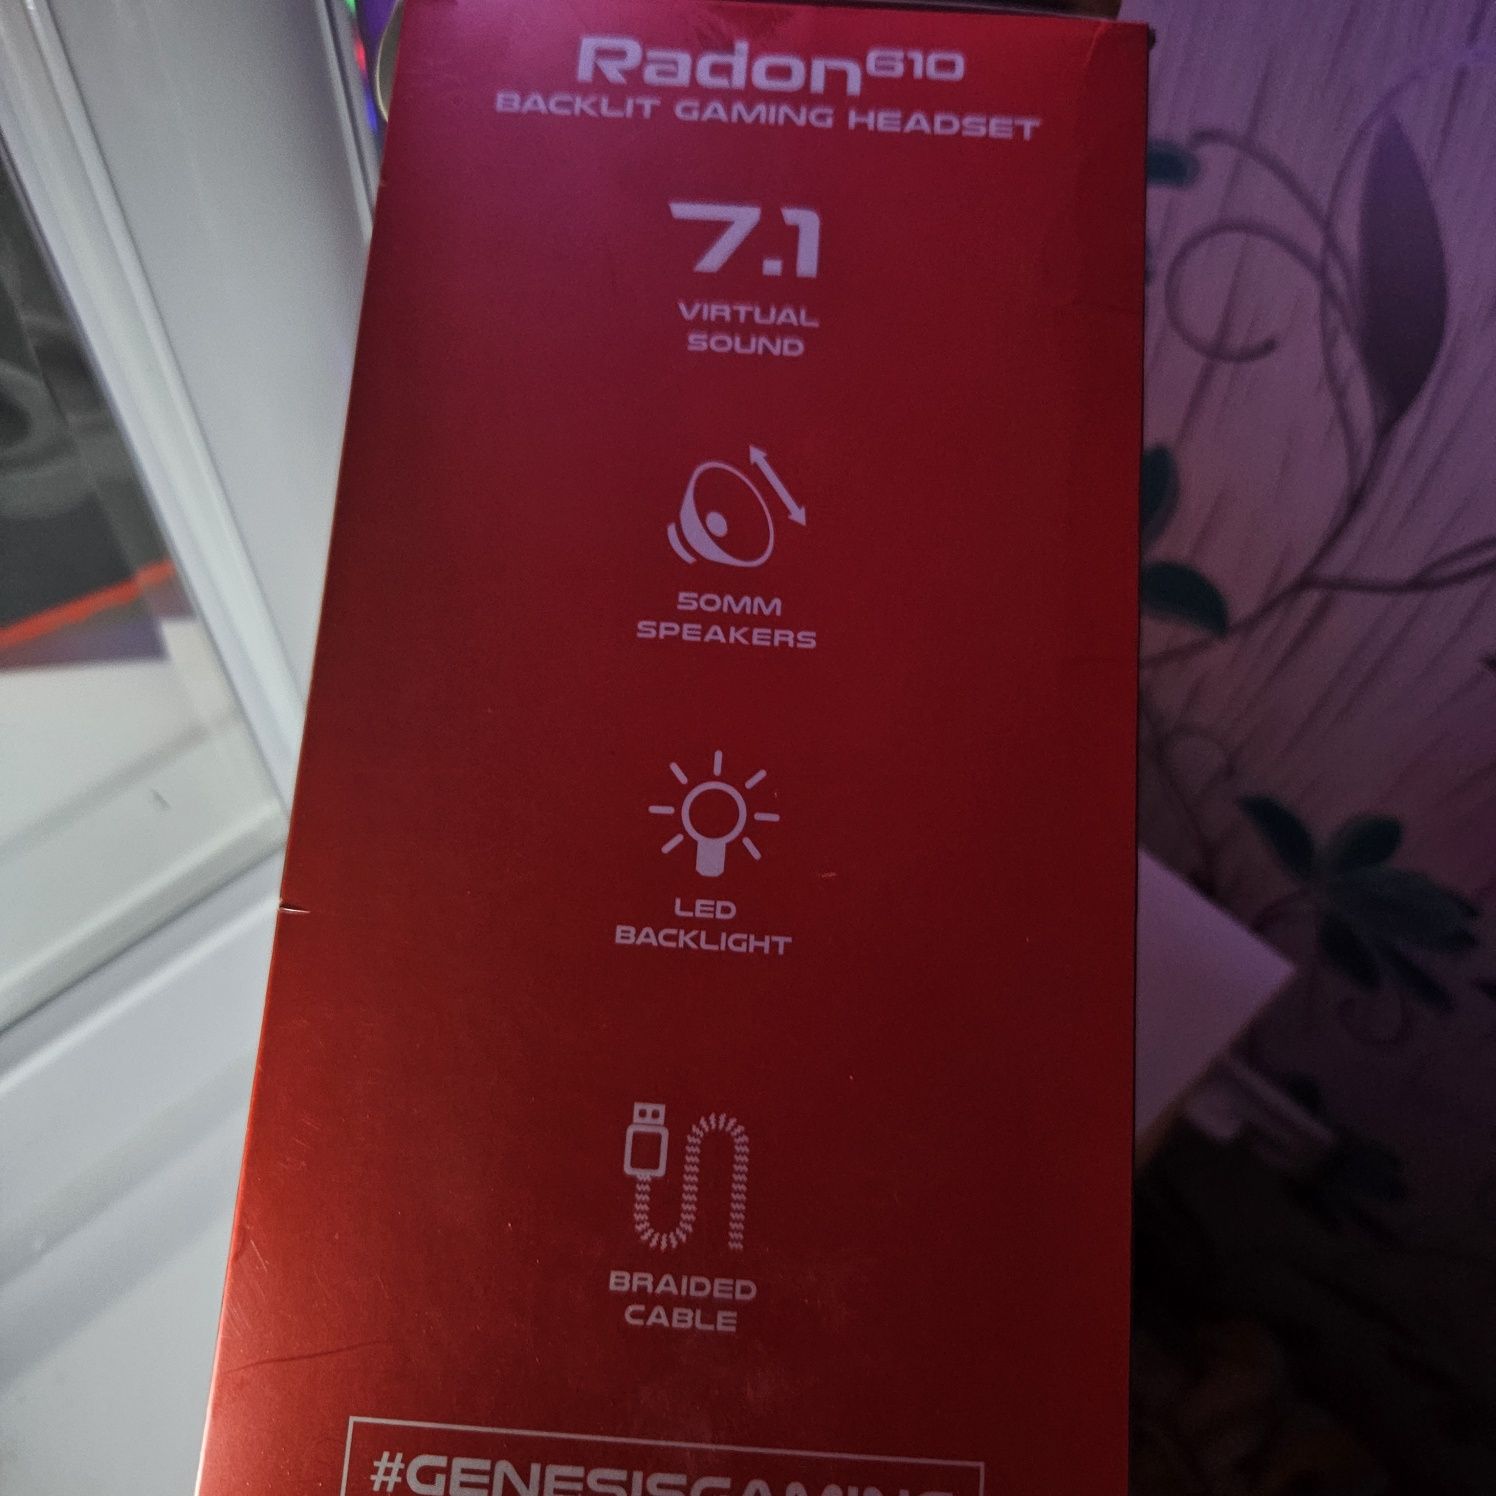 Radon 610
BACKLIT GAMING HEADSET
7.1
VIRTUAL
SOUND
50MM
SPEAKERS
LED
BACKLIGHT
BRAIDED
CABLE
#GENESISGAMING